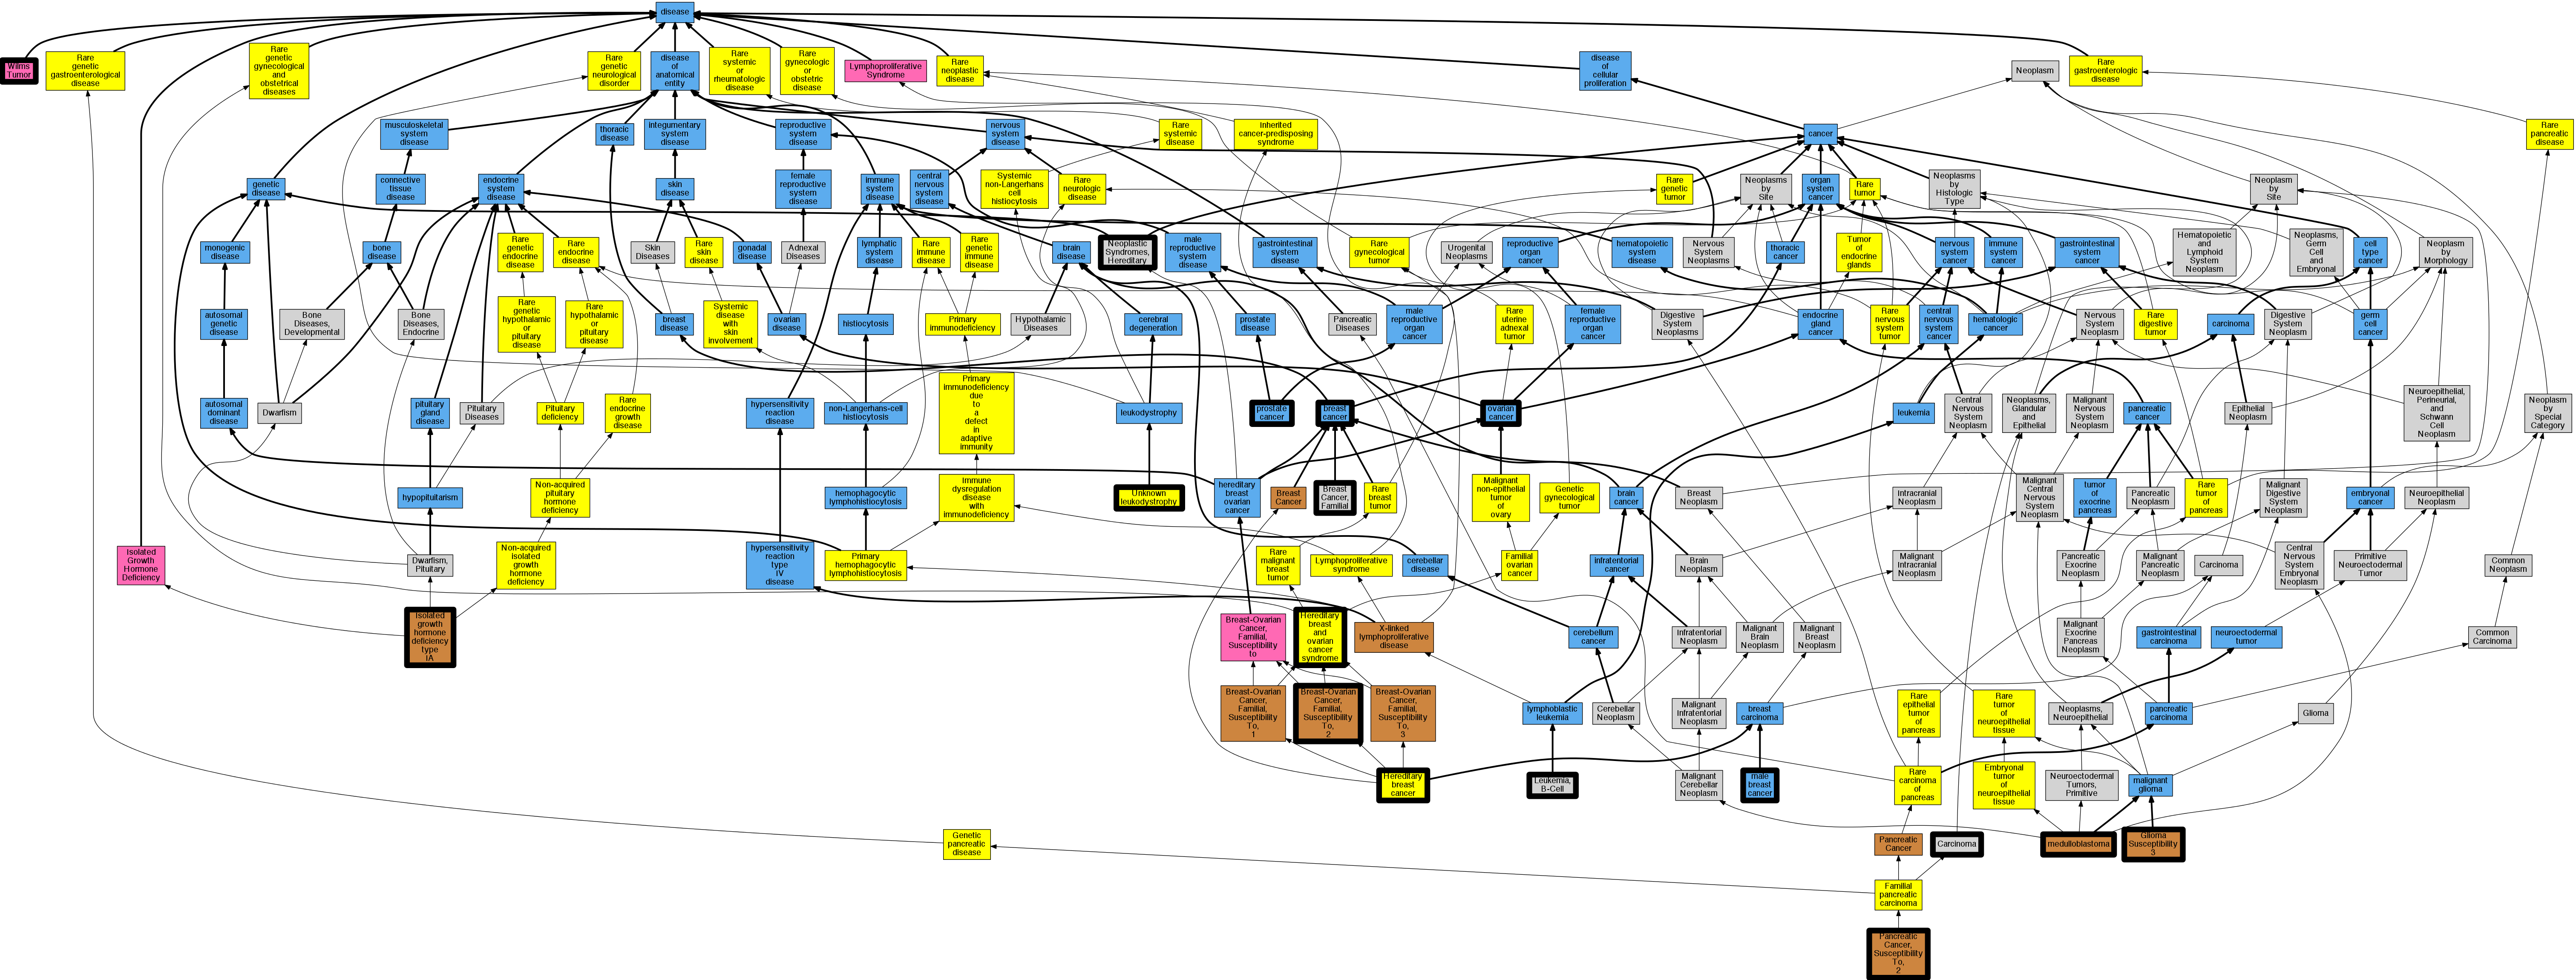 disease
Wilms
Tumor
Rare
genetic
gastroenterological
disease
Rare
genetic
gynecological
and
obstetrical
diseases
Rare
genetic
neurological
disorder
disease
of
anatomical
entity
Rare
systemic
or
rheumatologic
disease
Rare
gynecologic
or
obstetric
disease
Lymphoproliferative
Syndrome
Rare
neoplastic
disease
disease
of
cellular
proliferation
Neoplasm
Rare
gastroenterologic
disease
musculoskeletal
system
disease
thoracic
disease
integumentary
system
disease
reproductive
system
disease
nervous
system
disease
Rare
systemic
disease
Inherited
cancer-predisposing
syndrome
cancer
Rare
pancreatic
disease
genetic
disease
connective
tissue
disease
endocrine
system
disease
skin
disease
female
reproductive
system
disease
immune
system
disease
central
nervous
system
disease
Systemic
non-Langerhans
cell
histiocytosis
Rare
neurologic
disease
Rare
genetic
tumor
Neoplasms
by
Site
organ
system
cancer
Rare
tumor
Neoplasms
by
Histologic
Type
Neoplasm
by
Site
monogenic
disease
bone
disease
Rare
genetic
endocrine
disease
Rare
endocrine
disease
Skin
Diseases
Rare
skin
disease
gonadal
disease
Adnexal
Diseases
lymphatic
system
disease
Rare
immune
disease
Rare
genetic
immune
disease
brain
disease
Neoplastic
Syndromes,
Hereditary
male
reproductive
system
disease
gastrointestinal
system
disease
Rare
gynecological
tumor
Urogenital
Neoplasms
reproductive
organ
cancer
hematopoietic
system
disease
Nervous
System
Neoplasms
thoracic
cancer
Tumor
of
endocrine
glands
nervous
system
cancer
immune
system
cancer
gastrointestinal
system
cancer
Hematopoietic
and
Lymphoid
System
Neoplasm
Neoplasms,
Germ
Cell
and
Embryonal
cell
type
cancer
Neoplasm
by
Morphology
autosomal
genetic
disease
Bone
Diseases,
Developmental
Bone
Diseases,
Endocrine
Rare
genetic
hypothalamic
or
pituitary
disease
Rare
hypothalamic
or
pituitary
disease
breast
disease
Systemic
disease
with
skin
involvement
ovarian
disease
histiocytosis
Primary
immunodeficiency
Hypothalamic
Diseases
cerebral
degeneration
prostate
disease
Pancreatic
Diseases
male
reproductive
organ
cancer
Rare
uterine
adnexal
tumor
female
reproductive
organ
cancer
Digestive
System
Neoplasms
endocrine
gland
cancer
Rare
nervous
system
tumor
central
nervous
system
cancer
hematologic
cancer
Nervous
System
Neoplasm
Rare
digestive
tumor
carcinoma
Digestive
System
Neoplasm
germ
cell
cancer
autosomal
dominant
disease
Dwarfism
pituitary
gland
disease
Pituitary
Diseases
Pituitary
deficiency
Rare
endocrine
growth
disease
hypersensitivity
reaction
disease
non-Langerhans-cell
histiocytosis
Primary
immunodeficiency
due
to
a
defect
in
adaptive
immunity
leukodystrophy
prostate
cancer
breast
cancer
ovarian
cancer
leukemia
Central
Nervous
System
Neoplasm
Neoplasms,
Glandular
and
Epithelial
Malignant
Nervous
System
Neoplasm
pancreatic
cancer
Epithelial
Neoplasm
Neuroepithelial,
Perineurial,
and
Schwann
Cell
Neoplasm
Neoplasm
by
Special
Category
hypopituitarism
Non-acquired
pituitary
hormone
deficiency
hemophagocytic
lymphohistiocytosis
Immune
dysregulation
disease
with
immunodeficiency
Unknown
leukodystrophy
hereditary
breast
ovarian
cancer
Breast
Cancer
Breast
Cancer,
Familial
Rare
breast
tumor
Malignant
non-epithelial
tumor
of
ovary
Genetic
gynecological
tumor
brain
cancer
Breast
Neoplasm
Intracranial
Neoplasm
Malignant
Central
Nervous
System
Neoplasm
tumor
of
exocrine
pancreas
Pancreatic
Neoplasm
Rare
tumor
of
pancreas
Malignant
Digestive
System
Neoplasm
embryonal
cancer
Neuroepithelial
Neoplasm
Isolated
Growth
Hormone
Deficiency
Dwarfism,
Pituitary
Non-acquired
isolated
growth
hormone
deficiency
hypersensitivity
reaction
type
IV
disease
Primary
hemophagocytic
lymphohistiocytosis
Rare
malignant
breast
tumor
Lymphoproliferative
syndrome
cerebellar
disease
Familial
ovarian
cancer
infratentorial
cancer
Brain
Neoplasm
Malignant
Intracranial
Neoplasm
Pancreatic
Exocrine
Neoplasm
Malignant
Pancreatic
Neoplasm
Carcinoma
Central
Nervous
System
Embryonal
Neoplasm
Primitive
Neuroectodermal
Tumor
Common
Neoplasm
Isolated
growth
hormone
deficiency
type
IA
Breast-Ovarian
Cancer,
Familial,
Susceptibility
to
Hereditary
breast
and
ovarian
cancer
syndrome
X-linked
lymphoproliferative
disease
cerebellum
cancer
Infratentorial
Neoplasm
Malignant
Brain
Neoplasm
Malignant
Breast
Neoplasm
Malignant
Exocrine
Pancreas
Neoplasm
gastrointestinal
carcinoma
neuroectodermal
tumor
Common
Carcinoma
Breast-Ovarian
Cancer,
Familial,
Susceptibility
To,
1
Breast-Ovarian
Cancer,
Familial,
Susceptibility
To,
2
Breast-Ovarian
Cancer,
Familial,
Susceptibility
To,
3
lymphoblastic
leukemia
Cerebellar
Neoplasm
Malignant
Infratentorial
Neoplasm
breast
carcinoma
Rare
epithelial
tumor
of
pancreas
Rare
tumor
of
neuroepithelial
tissue
Neoplasms,
Neuroepithelial
pancreatic
carcinoma
Glioma
Hereditary
breast
cancer
Leukemia,
B-Cell
Malignant
Cerebellar
Neoplasm
male
breast
cancer
Rare
carcinoma
of
pancreas
Embryonal
tumor
of
neuroepithelial
tissue
Neuroectodermal
Tumors,
Primitive
malignant
glioma
Genetic
pancreatic
disease
Pancreatic
Cancer
Carcinoma
medulloblastoma
Glioma
Susceptibility
3
Familial
pancreatic
carcinoma
Pancreatic
Cancer,
Susceptibility
To,
2